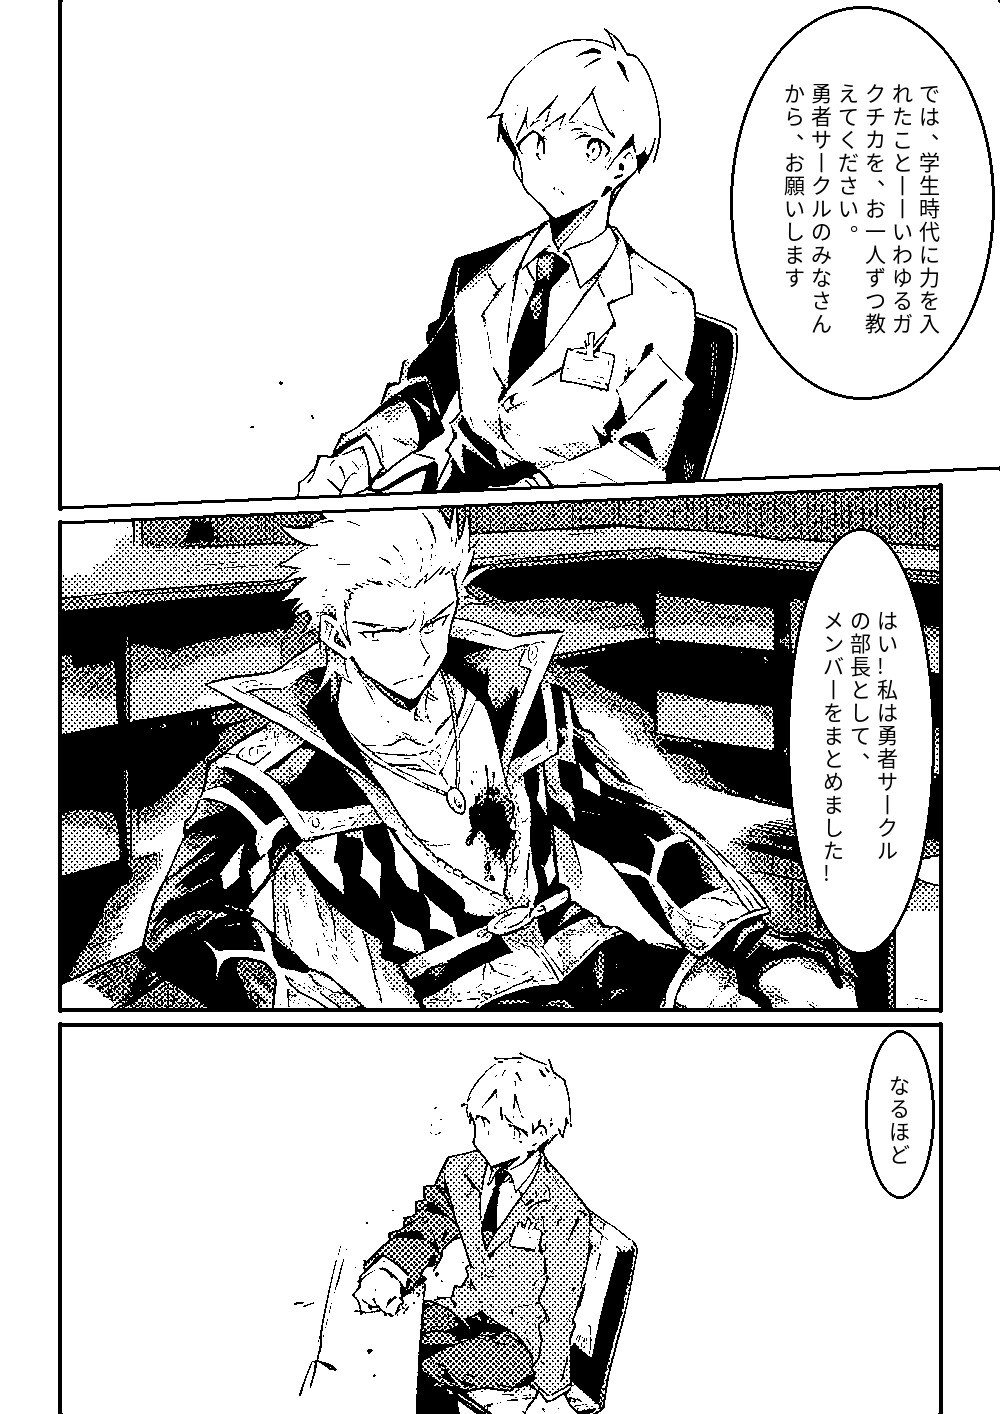 では、学生時代に力を入
れたことーーいわゆるガ
クチカを、お一人ずつ教
えてください。
勇者サークルのみなさん
から、お願いします
はい！私は勇者サークル
の部長として、
メンバーをまとめました！
なるほど